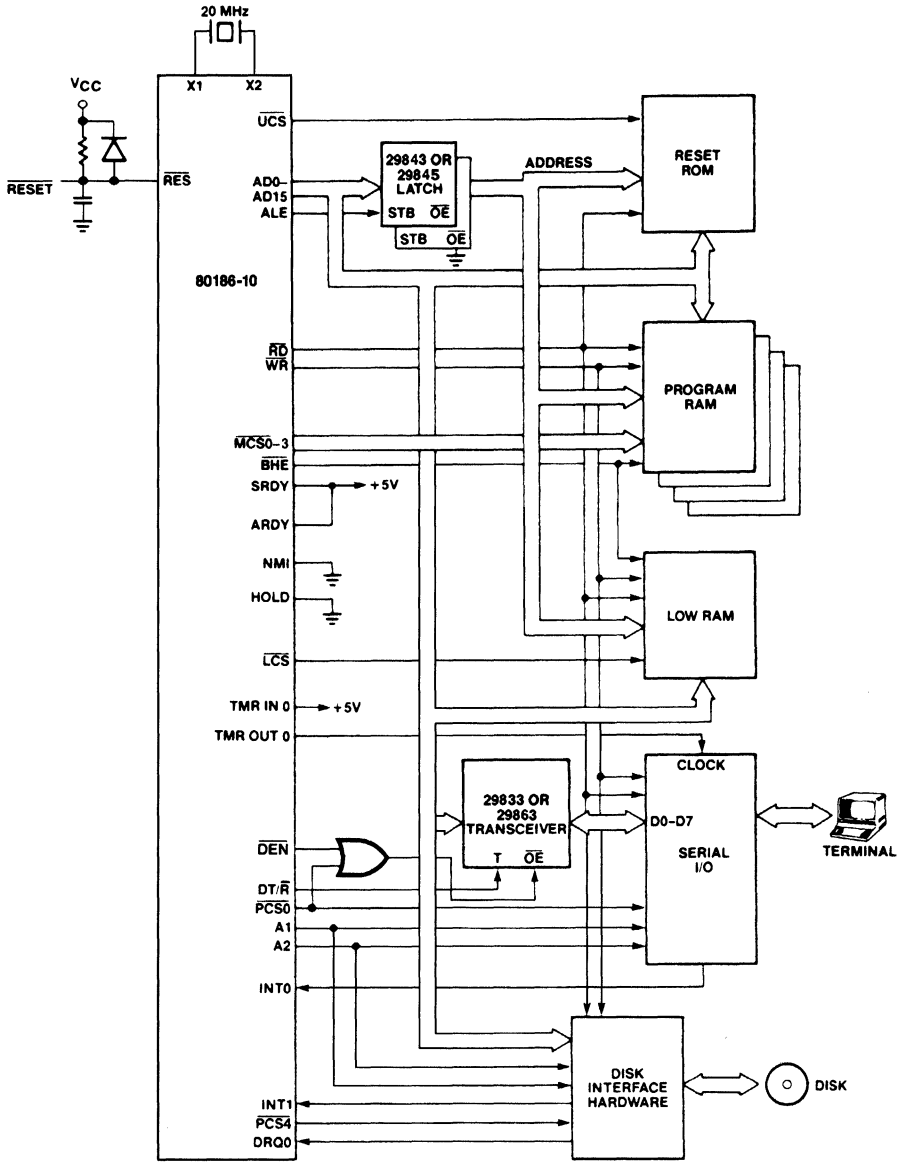 20 MHz
X1 X2
VCC
RESET
RES
80186-10
UCS
AD0-
AD15
ALE
29843 OR
29845
LATCH
STB OE
STB OE
ADDRESS
RESET
ROM
RD
WR
PROGRAM
RAM
MCS0-3
BHE
SRDY
+5V
ARDY
NMI
HOLD
LOW RAM
LCS
TMR IN 0
+5V
TMR OUT 0
CLOCK
29833 OR
29863
TRANSCEIVER
T OE
D0-D7
SERIAL
I/O
TERMINAL
DEN
DT/R
PCS0
A1
A2
INT0
DISK
INTERFACE
HARDWARE
DISK
INT1
PCS4
DRQ0